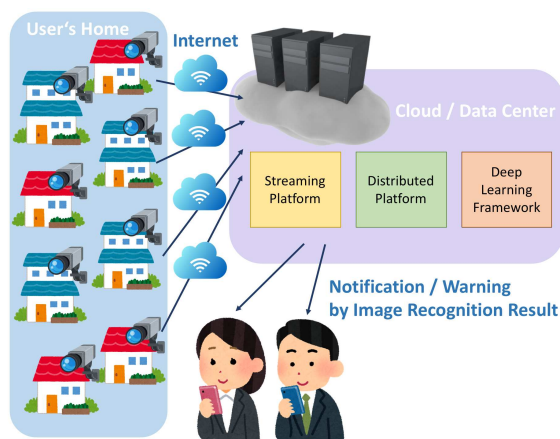 User's Home
Internet
Cloud / Data Center
Streaming
Platform
Distributed
Platform
Deep
Learning
Framework
Notification / Warning
by Image Recognition Result